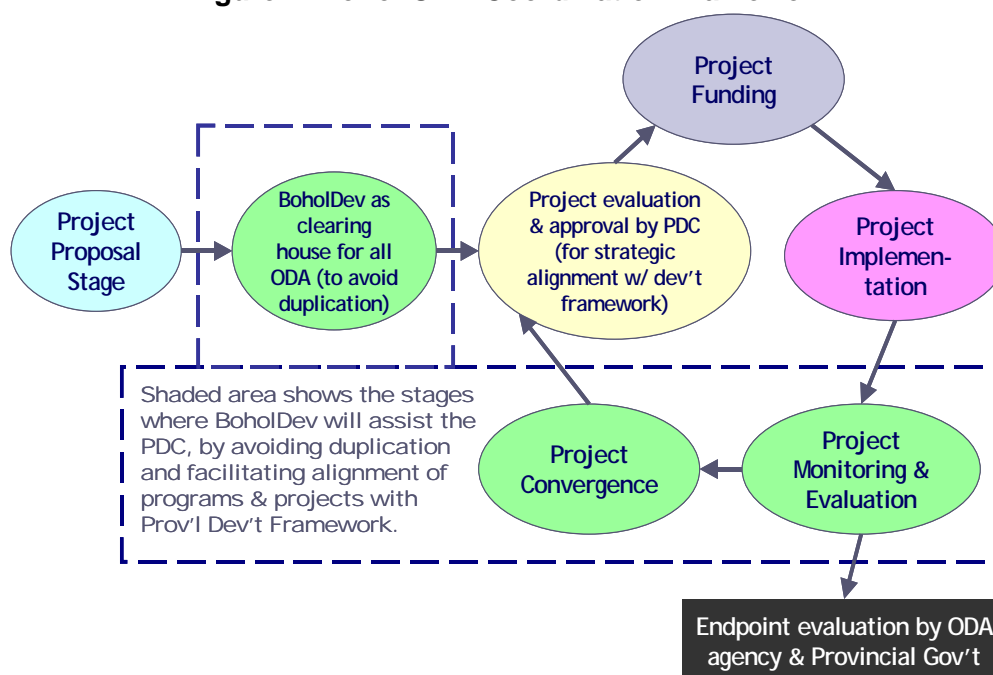 Project
Funding
Project
Proposal
Stage
BoholDev as
clearing
house for all
ODA (to avoid
duplication)
Project evaluation
& approval by PDC
(for strategic
alignment w/ dev't
framework)
Project
Implemen-
tation
Shaded area shows the stages
where BoholDev will assist the
PDC, by avoiding duplication
and facilitating alignment of
programs & projects with
Prov'l Dev't Framework.
Project
Convergence
Project
Monitoring &
Evaluation
Endpoint evaluation by ODA
agency & Provincial Gov't